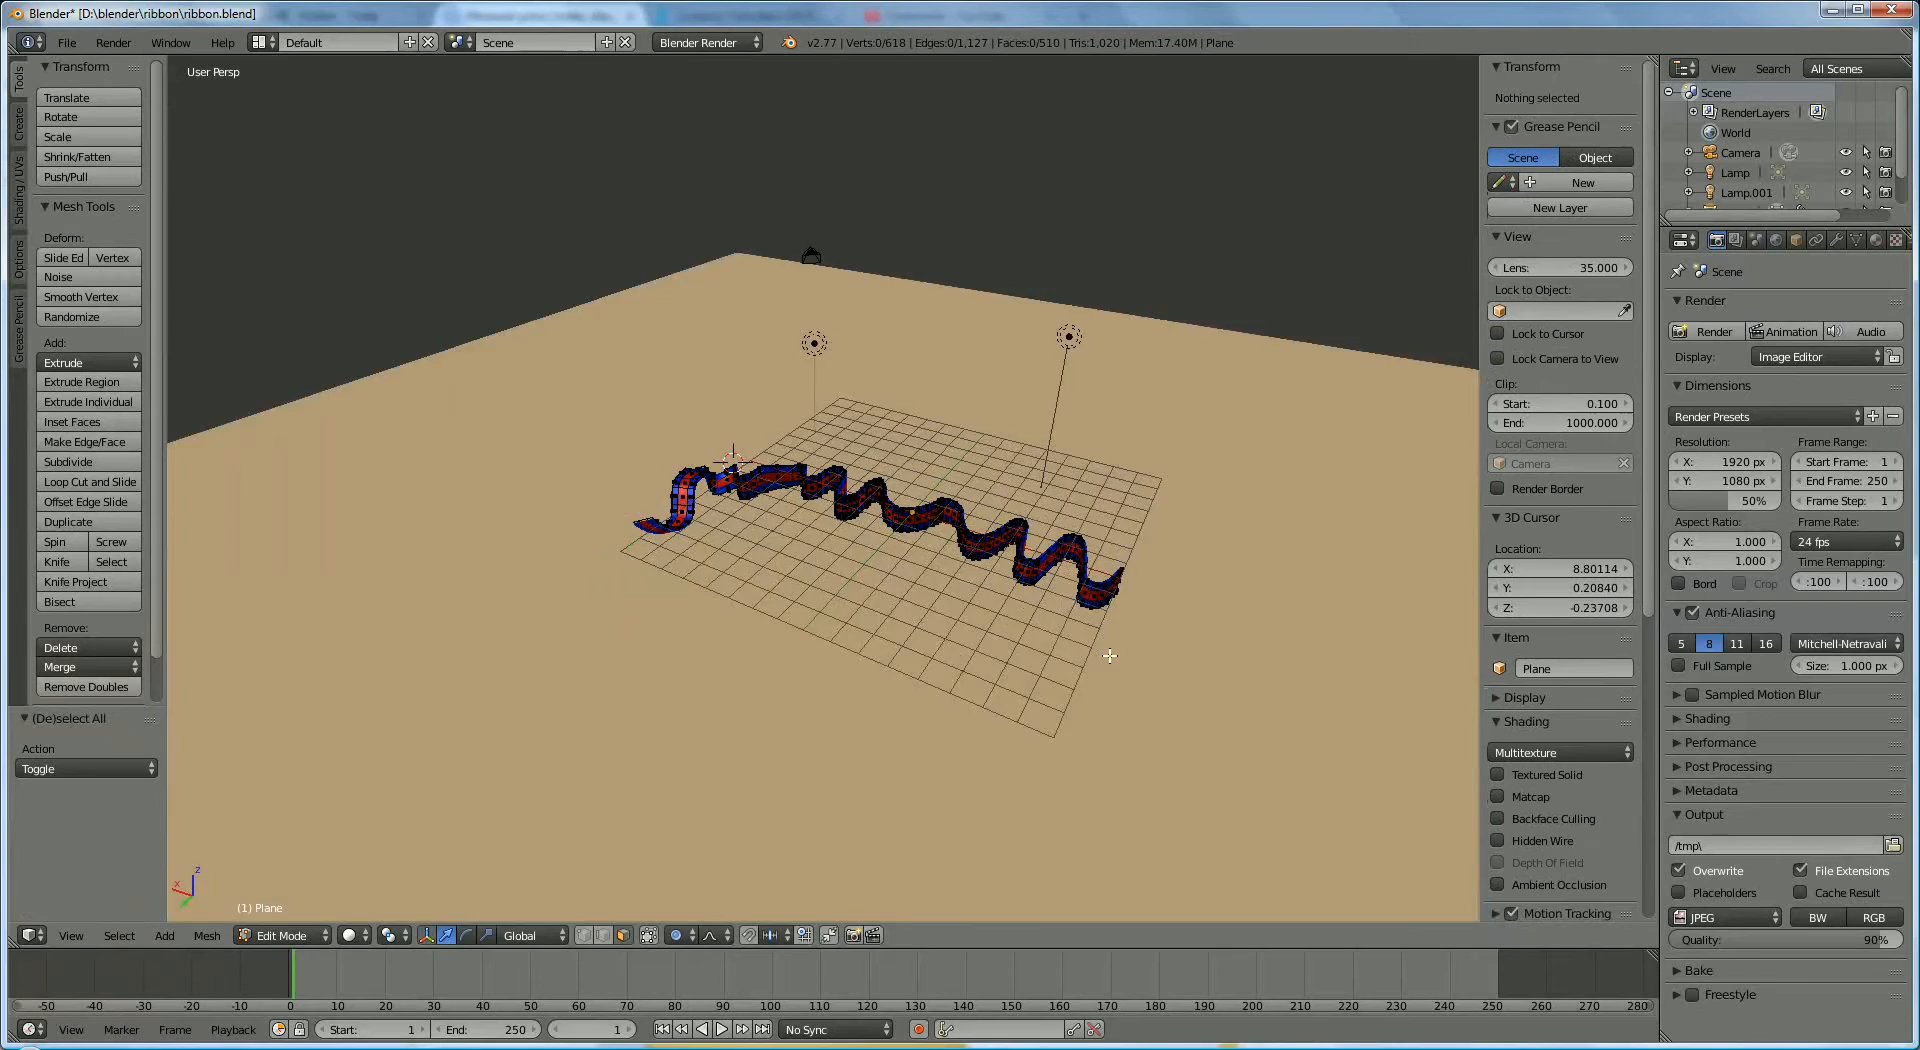 Blender* [D:\blender\ribbon\ribbon.blend]
File Render Window Help Default Scene Blender Render v2.77 | Verts:0/618 | Edges:0/1,127 | Faces:0/510 | Tris:1,020 | Mem:17.40M | Plane
Tools
Create
Shading / UVs
Options
Grease Pencil
Transform
Translate
Rotate
Scale
Shrink/Fatten
Push/Pull
Mesh Tools
Deform:
Slide Ed Vertex
Noise
Smooth Vertex
Randomize
Add:
Extrude
Extrude Region
Extrude Individual
Inset Faces
Make Edge/Face
Subdivide
Loop Cut and Slide
Offset Edge Slide
Duplicate
Spin Screw
Knife Select
Knife Project
Bisect
Remove:
Delete
Merge
Remove Doubles
(De)select All
Action
Toggle
User Persp
z
x
(1) Plane
Transform
Nothing selected
Grease Pencil
Scene Object
New
New Layer
View
Lens: 35.000
Lock to Object:
Lock to Cursor
Lock Camera to View
Clip:
Start: 0.100
End: 1000.000
Local Camera:
Camera
Render Border
3D Cursor
Location:
X: 8.80114
Y: 0.20840
Z: -0.23708
Item
Plane
Display
Shading
Multitexture
Textured Solid
Matcap
Backface Culling
Hidden Wire
Depth Of Field
Ambient Occlusion
Motion Tracking
View Search All Scenes
Scene
RenderLayers
World
Camera
Lamp
Lamp.001
Scene
Render
Render Animation Audio
Display: Image Editor
Dimensions
Render Presets
Resolution: Frame Range:
X: 1920 px Start Frame: 1
Y: 1080 px End Frame: 250
50% Frame Step: 1
Aspect Ratio: Frame Rate:
X: 1.000 24 fps
Y: 1.000 Time Remapping:
Bord Crop :100 :100
Anti-Aliasing
5 8 11 16 Mitchell-Netravali
Full Sample Size: 1.000 px
Sampled Motion Blur
Shading
Performance
Post Processing
Metadata
Output
/tmp\
Overwrite File Extensions
Placeholders Cache Result
JPEG BW RGB
Quality: 90%
Bake
Freestyle
View Select Add Mesh Edit Mode Global
-50 -40 -30 -20 -10 0 10 20 30 40 50 60 70 80 90 100 110 120 130 140 150 160 170 180 190 200 210 220 230 240 250 260 270 280
View Marker Frame Playback Start: 1 End: 250 1 No Sync